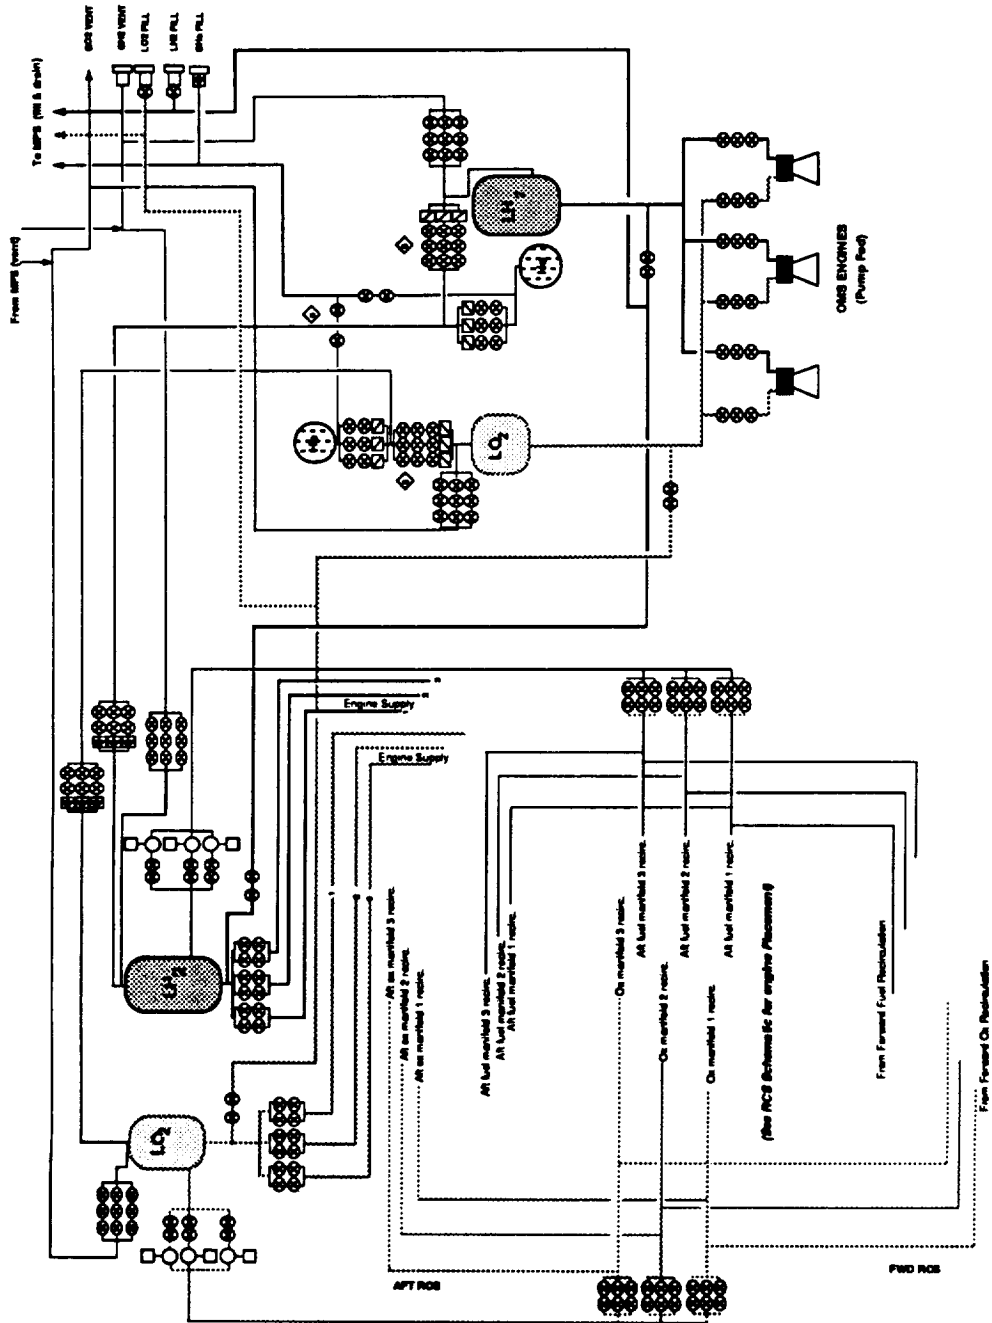 GO2 VENT
GH2 VENT
LO2 FILL
LH2 FILL
GHe FILL
To MPS (fill & drain)
From MPS (vent)
LH2
He
He
LO2
OMS ENGINES
(Pump Fed)
Engine Supply
Engine Supply
LH2
LO2
Aft ox manifold 3 recirc.
Aft ox manifold 2 recirc.
Aft ox manifold 1 recirc.
Aft fuel manifold 3 recirc.
Aft fuel manifold 2 recirc.
Aft fuel manifold 1 recirc.
Ox manifold 3 recirc.
Aft fuel manifold 3 recirc.
Ox manifold 2 recirc.
Aft fuel manifold 2 recirc.
Ox manifold 1 recirc.
Aft fuel manifold 1 recirc.
(See RCS Schematic for engine Placement)
From Forward Fuel Recirculation
From Forward Ox Recirculation
AFT RCS
FWD RCS